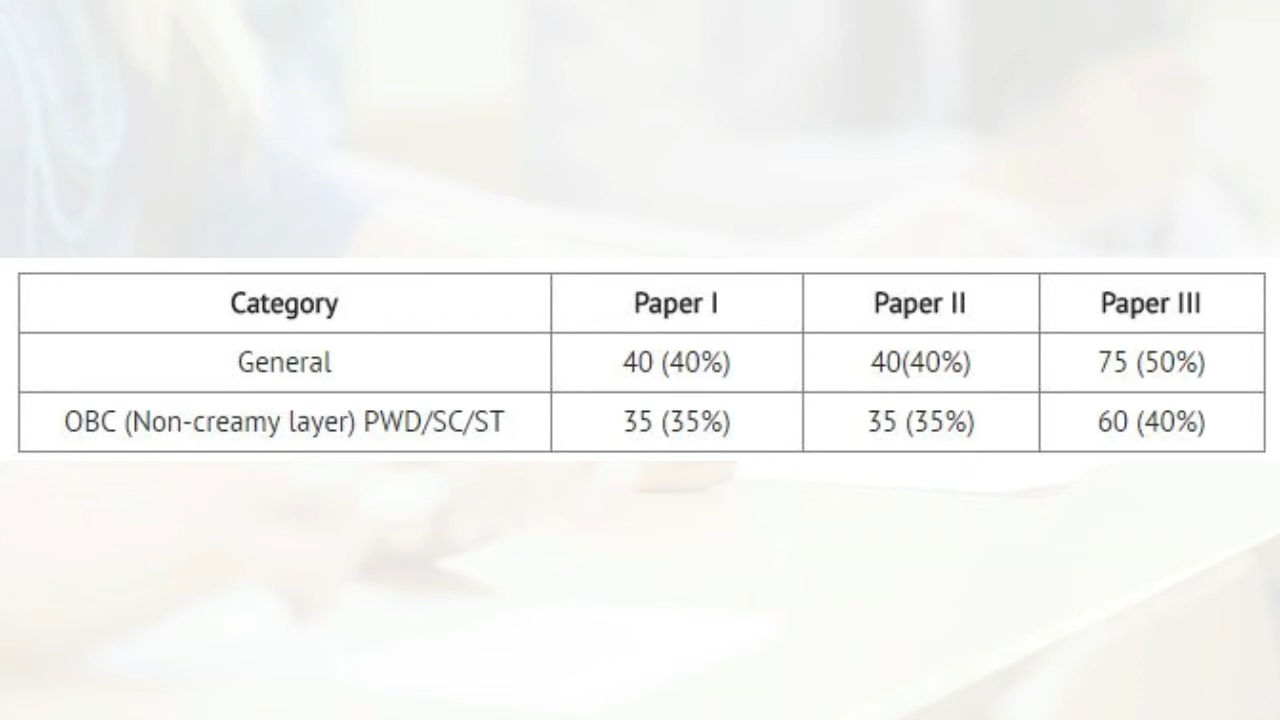 Category Paper I Paper II Paper III
General 40 (40%) 40(40%) 75 (50%)
OBC (Non-creamy layer) PWD/SC/ST 35 (35%) 35 (35%) 60 (40%)